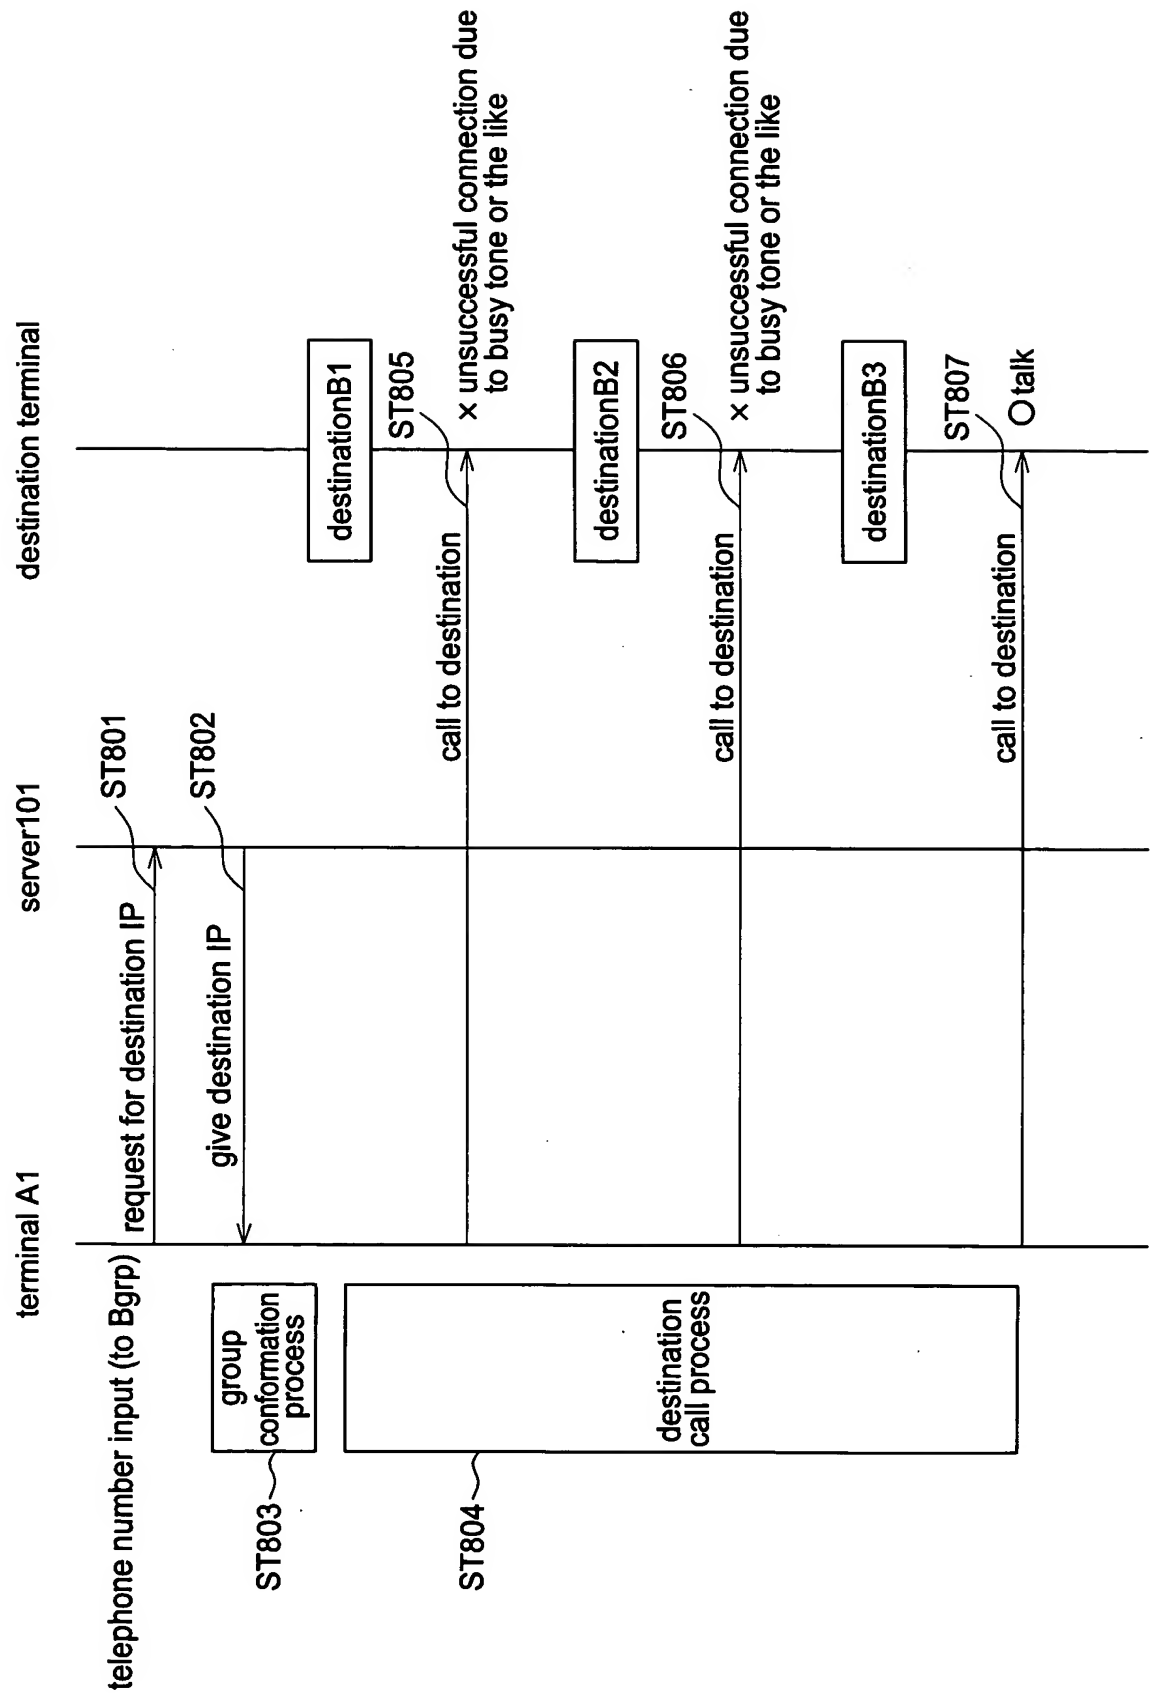 terminal A1
server101
destination terminal
telephone number input (to Bgrp)
request for destination IP
ST801
give destination IP
ST802
group
conformation
process
ST803
destinationB1
ST805
call to destination
× unsuccessful connection due
to busy tone or the like
destination
call process
ST804
destinationB2
ST806
call to destination
× unsuccessful connection due
to busy tone or the like
destinationB3
ST807
call to destination
○ talk